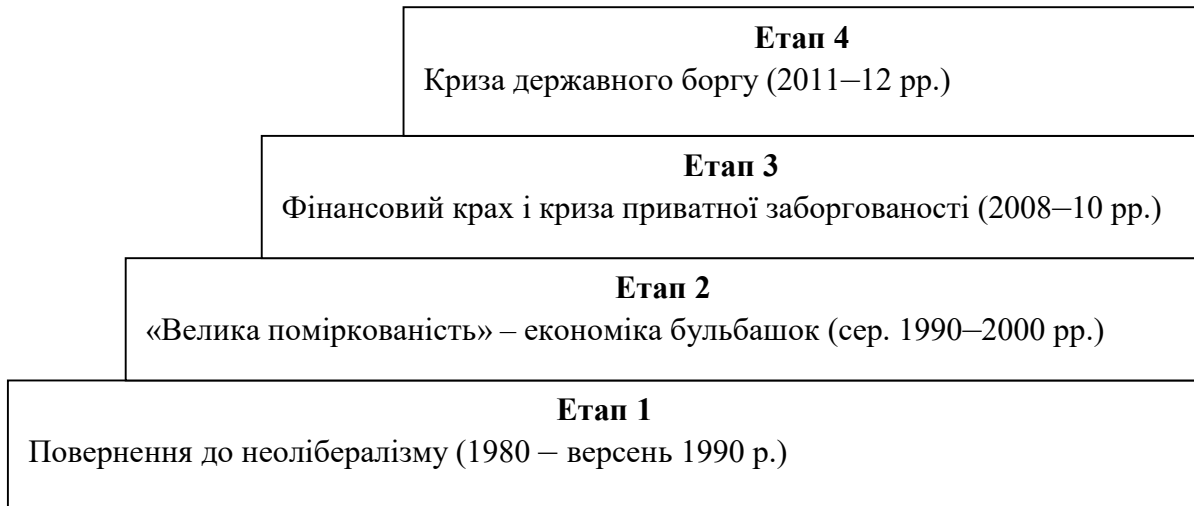 Етап 4
Криза державного боргу (2011–12 рр.)
Етап 3
Фінансовий крах і криза приватної заборгованості (2008–10 рр.)
Етап 2
«Велика поміркованість» – економіка бульбашок (сер. 1990–2000 рр.)
Етап 1
Повернення до неолібералізму (1980 – версень 1990 р.)